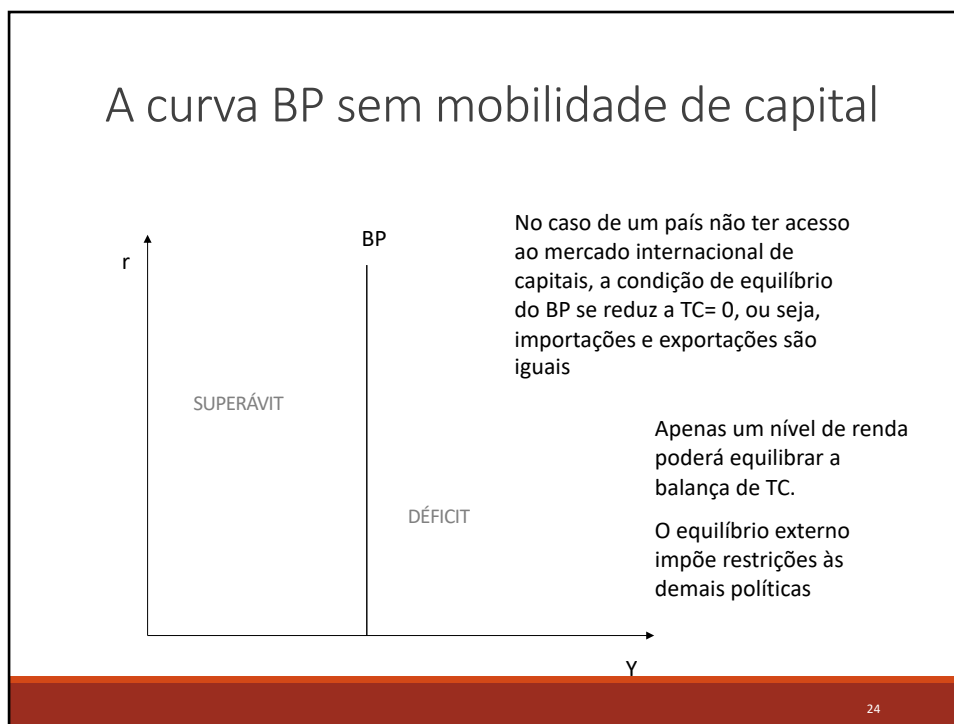 A curva BP sem mobilidade de capital
r
BP
SUPERÁVIT
DÉFICIT
Y
No caso de um país não ter acesso
ao mercado internacional de
capitais, a condição de equilíbrio
do BP se reduz a TC= 0, ou seja,
importações e exportações são
iguais
Apenas um nível de renda
poderá equilibrar a
balança de TC.
O equilíbrio externo
impõe restrições às
demais políticas
24